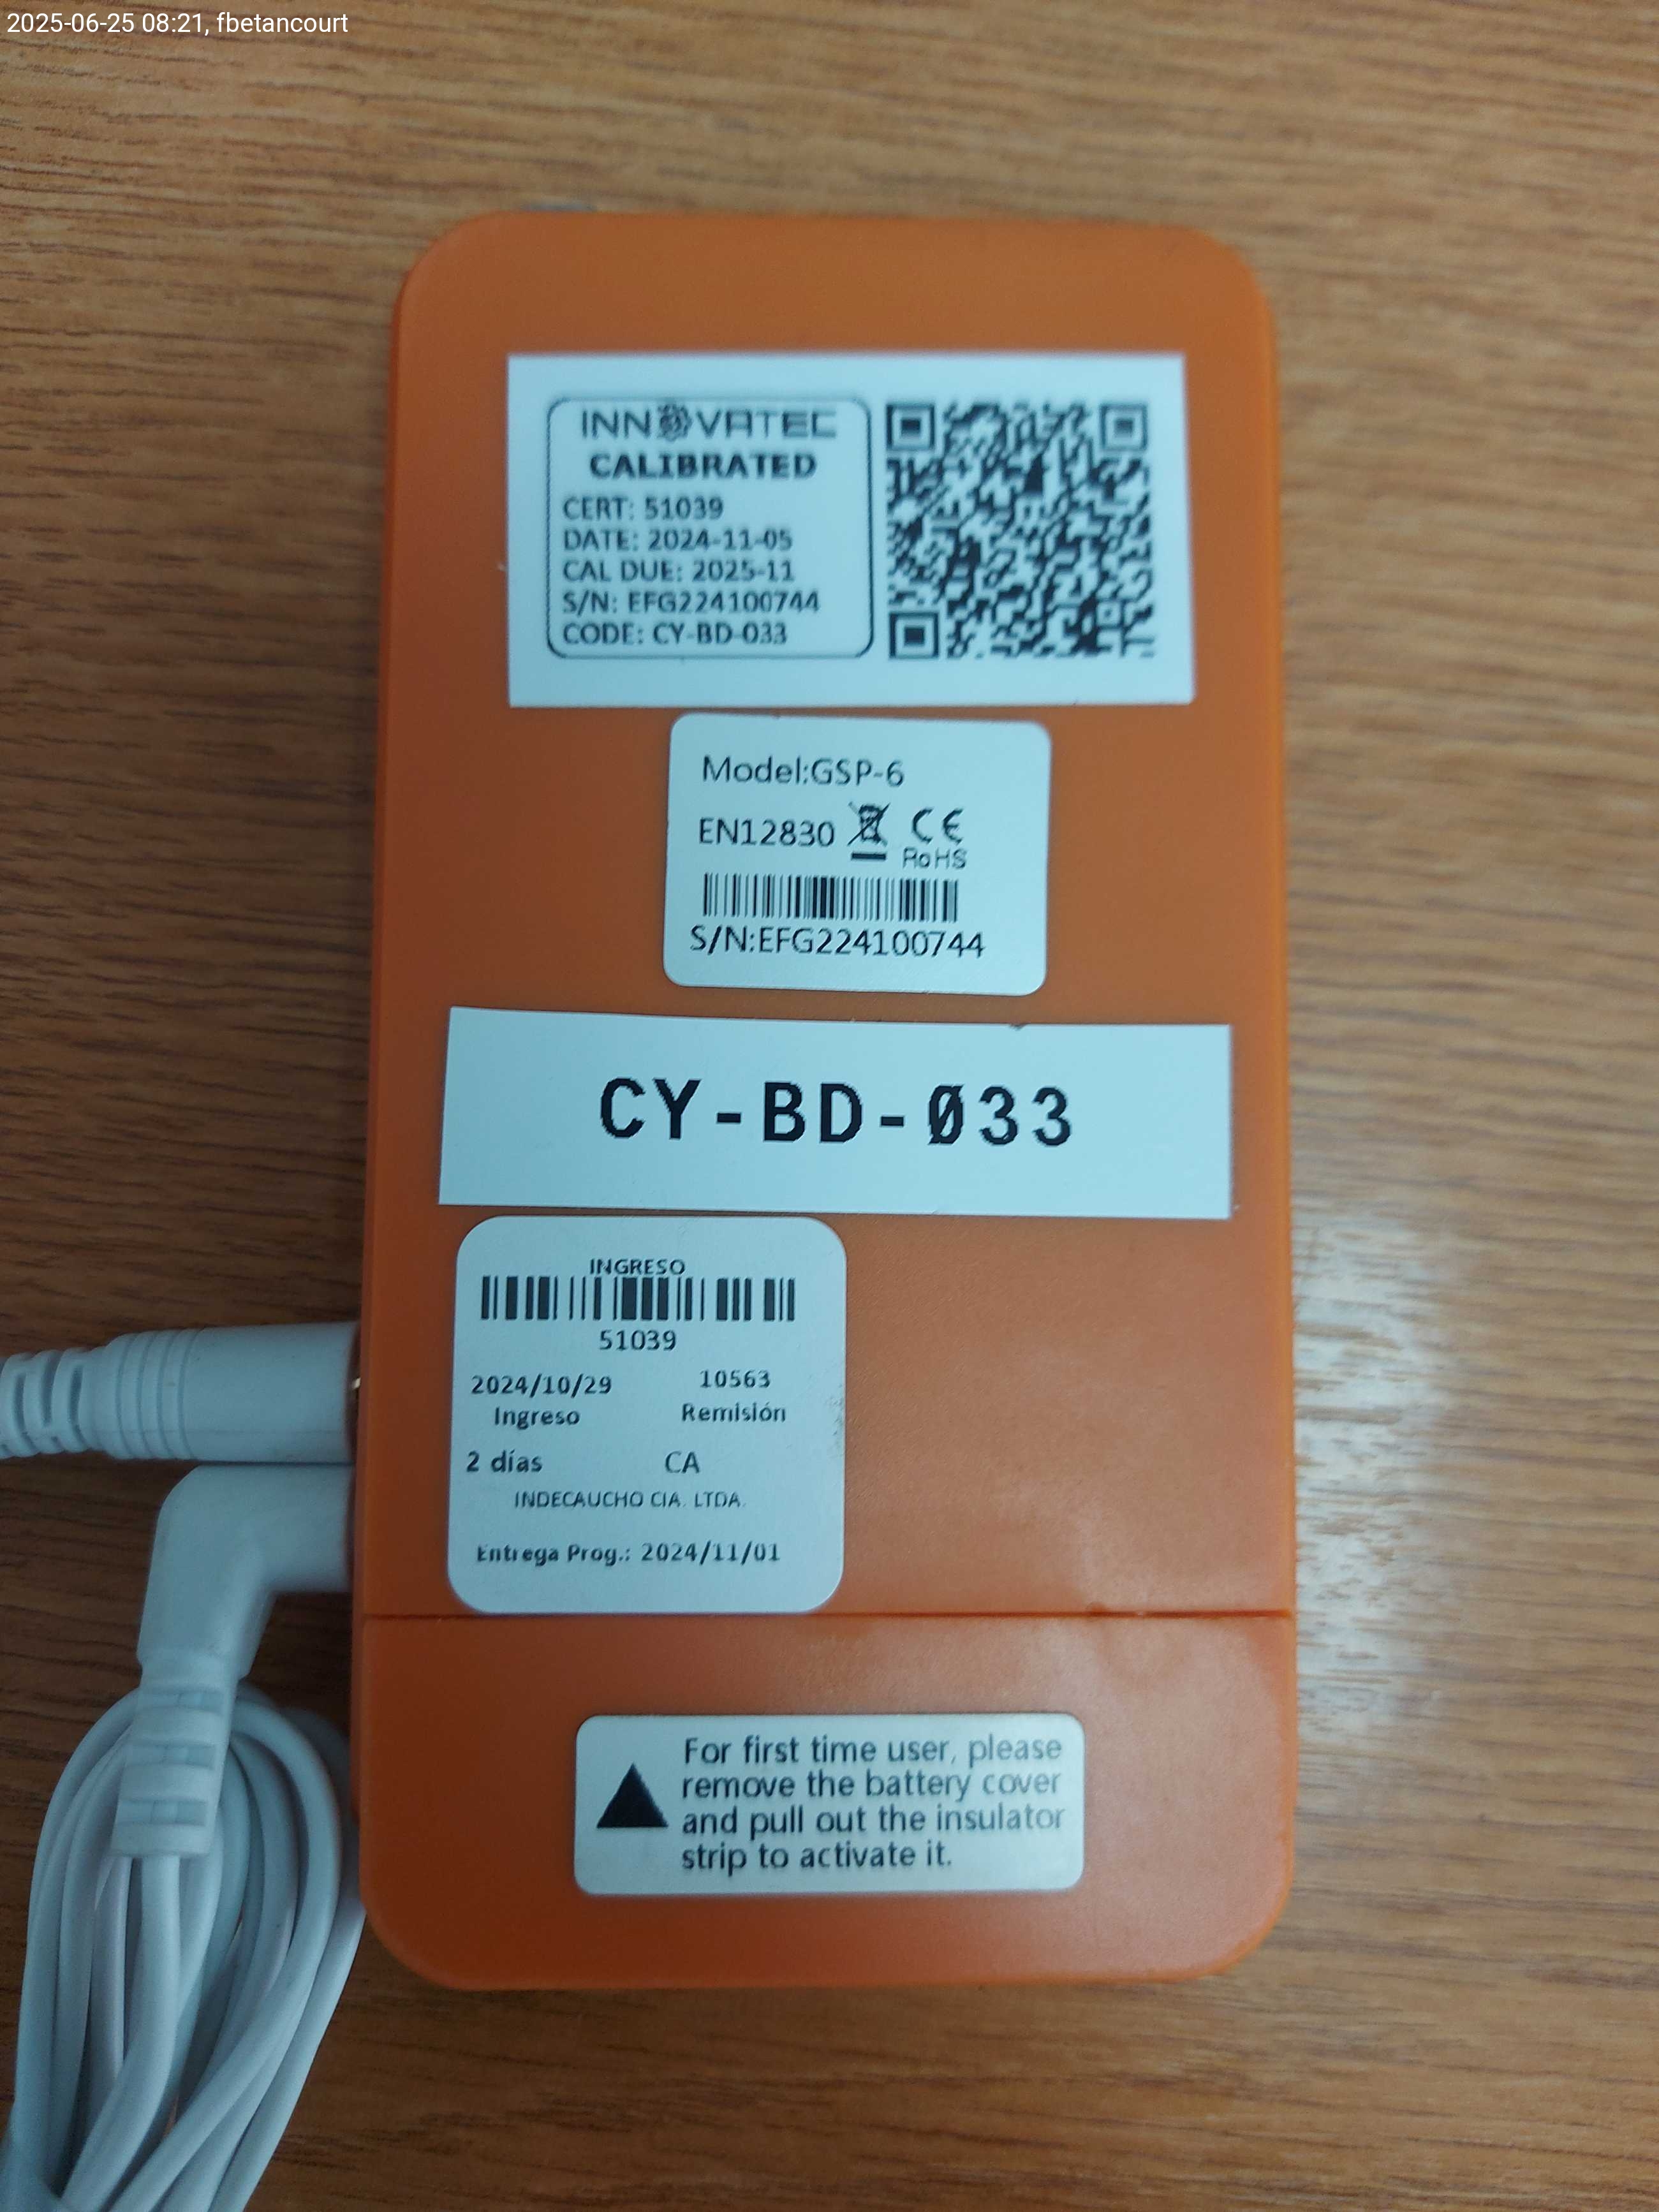 2025-06-25 08:21, fbetancourt
INNOVATEC
CALIBRATED
CERT: 51039
DATE: 2024-11-05
CAL DUE: 2025-11
S/N: EFG224100744
CODE: CY-BD-033
Model:GSP-6
EN12830 CE
RoHS
S/N:EFG224100744
CY-BD-033
INGRESO
51039
2024/10/29 10563
Ingreso Remisión
2 días CA
INDECAUCHO CIA. LTDA.
Entrega Prog.: 2024/11/01
For first time user, please
remove the battery cover
and pull out the insulator
strip to activate it.